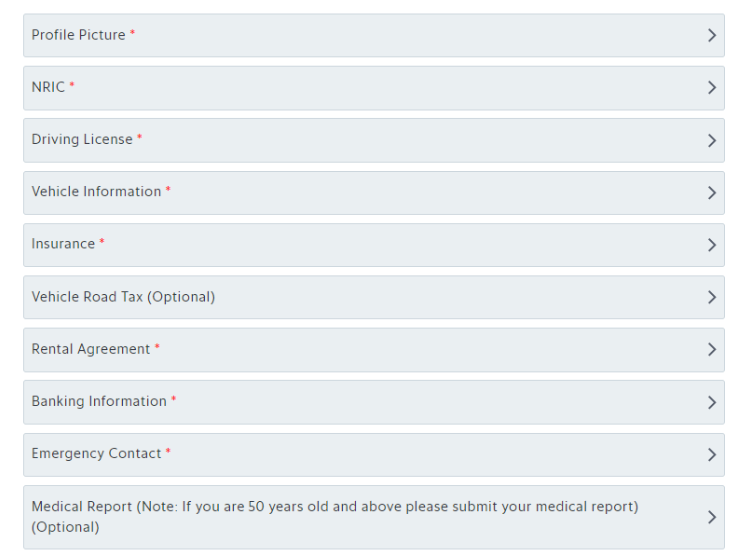 Profile Picture *
NRIC *
Driving License *
Vehicle Information *
Insurance *
Vehicle Road Tax (Optional)
Rental Agreement *
Banking Information *
Emergency Contact *
Medical Report (Note: If you are 50 years old and above please submit your medical report)
(Optional)